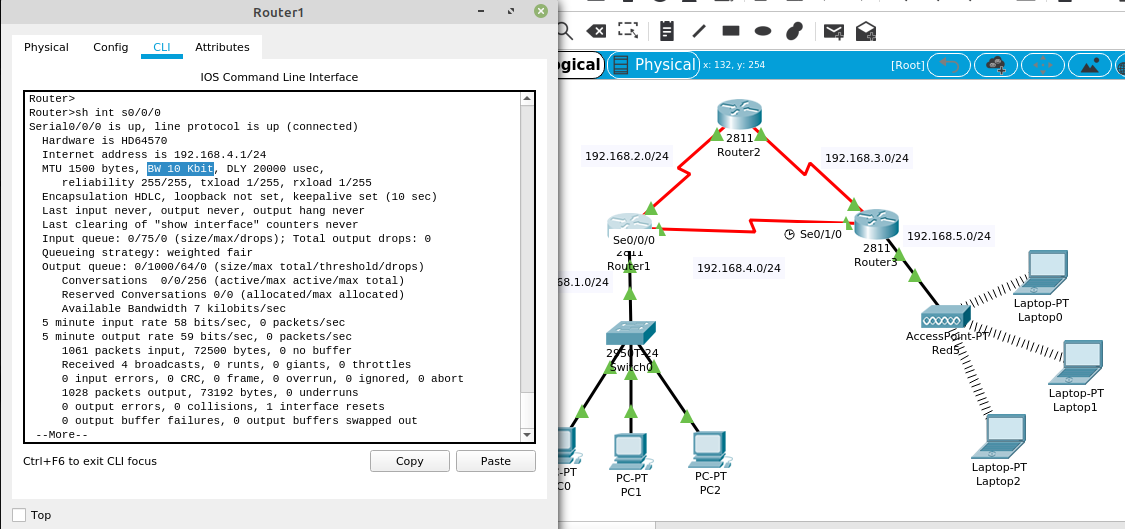 Router1
Physical
Config
CLI
Attributes
IOS Command Line Interface
Router>
Router>sh int s0/0/0
Serial0/0/0 is up, line protocol is up (connected)
Hardware is HD64570
Internet address is 192.168.4.1/24
MTU 1500 bytes, BW 10 Kbit, DLY 20000 usec,
reliability 255/255, txload 1/255, rxload 1/255
Encapsulation HDLC, loopback not set, keepalive set (10 sec)
Last input never, output never, output hang never
Last clearing of "show interface" counters never
Input queue: 0/75/0 (size/max/drops); Total output drops: 0
Queueing strategy: weighted fair
Output queue: 0/1000/64/0 (size/max total/threshold/drops)
Conversations  0/0/256 (active/max active/max total)
Reserved Conversations 0/0 (allocated/max allocated)
Available Bandwidth 7 kilobits/sec
5 minute input rate 58 bits/sec, 0 packets/sec
5 minute output rate 59 bits/sec, 0 packets/sec
1061 packets input, 72500 bytes, 0 no buffer
Received 4 broadcasts, 0 runts, 0 giants, 0 throttles
0 input errors, 0 CRC, 0 frame, 0 overrun, 0 ignored, 0 abort
1028 packets output, 73192 bytes, 0 underruns
0 output errors, 0 collisions, 1 interface resets
0 output buffer failures, 0 output buffers swapped out
--More--
Ctrl+F6 to exit CLI focus
Copy
Paste
Top
gical
Physical
x: 132, y: 254
[Root]
2811
Router2
192.168.2.0/24
192.168.3.0/24
Se0/0/0
2811
Router1
Se0/1/0
2811
Router3
192.168.5.0/24
192.168.4.0/24
68.1.0/24
2950T-24
Switch0
AccessPoint-PT
Red5
Laptop-PT
Laptop0
Laptop-PT
Laptop1
Laptop-PT
Laptop2
-PT
C0
PC-PT
PC1
PC-PT
PC2